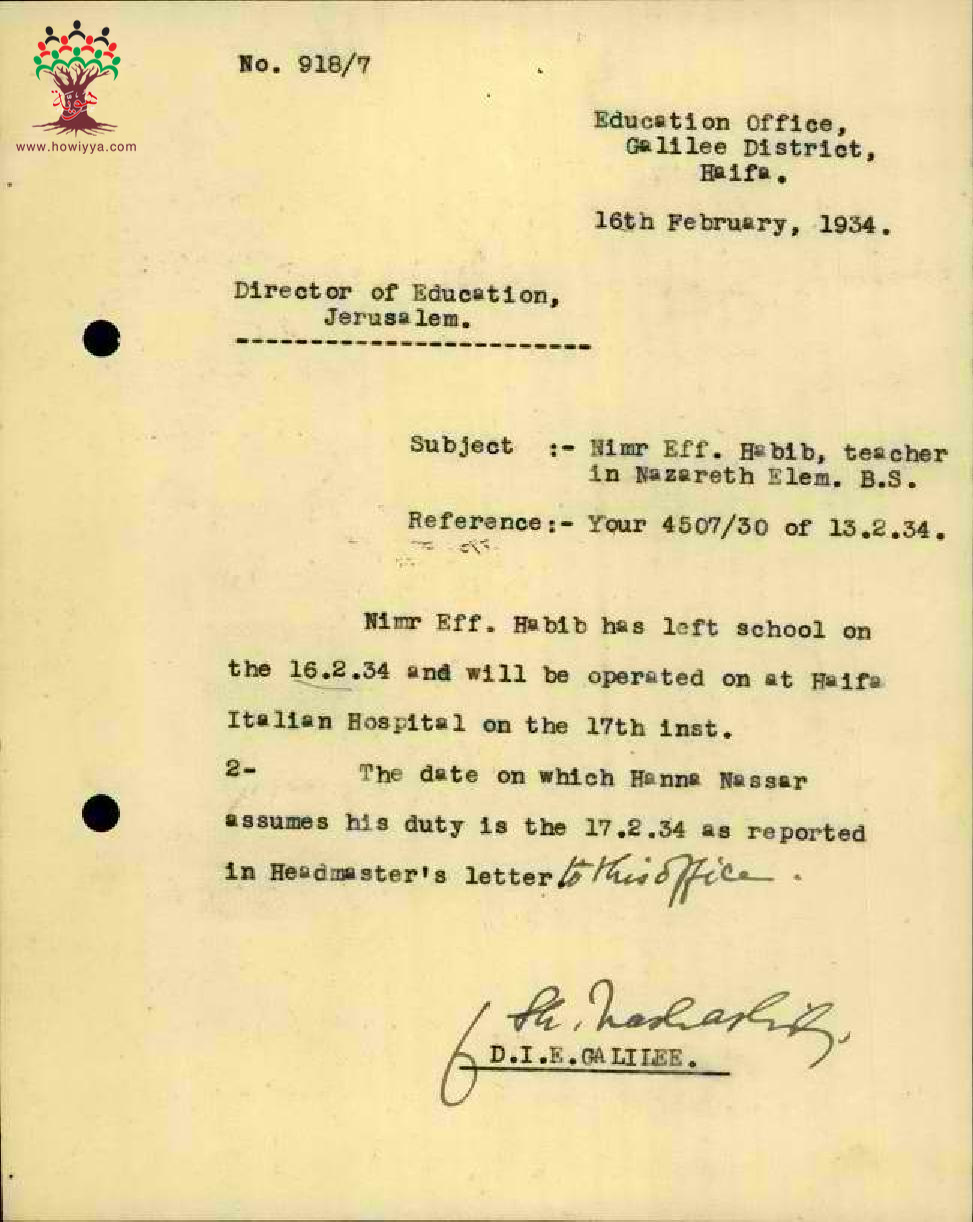 هوية
www.howiyya.com
No. 918/7
Education Office,
Galilee District,
Haifa.
16th February, 1934.
Director of Education,
Jerusalem.
Subject :- Nimr Eff. Habib, teacher
in Nazareth Elem. B.S.
Reference:- Your 4507/30 of 13.2.34.
Nimr Eff. Habib has left school on
the 16.2.34 and will be operated on at Haifa
Italian Hospital on the 17th inst.
2- The date on which Hanna Nassar
assumes his duty is the 17.2.34 as reported
in Headmaster's letter to this office.
Sh. Nashashibi,
D.I.E.GALILEE.